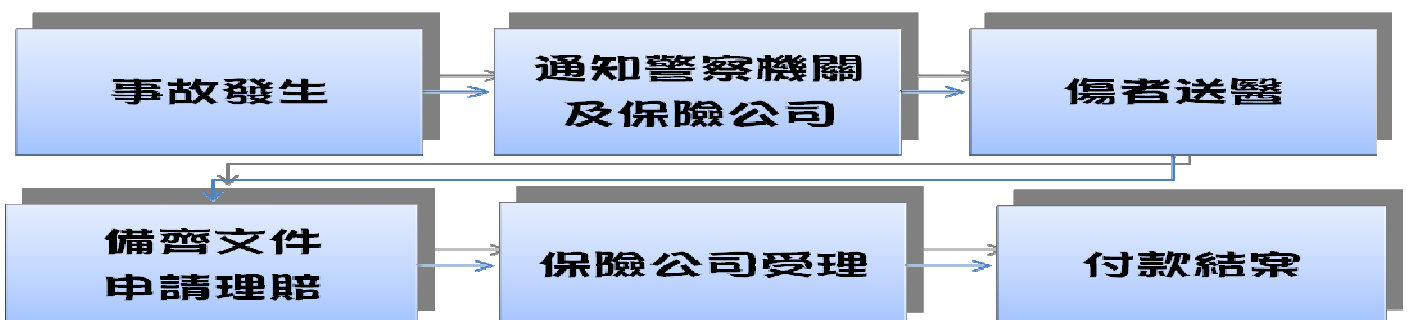 事故發生
通知警察機關
及保險公司
傷者送醫
備齊文件
申請理賠
保險公司受理
付款結案